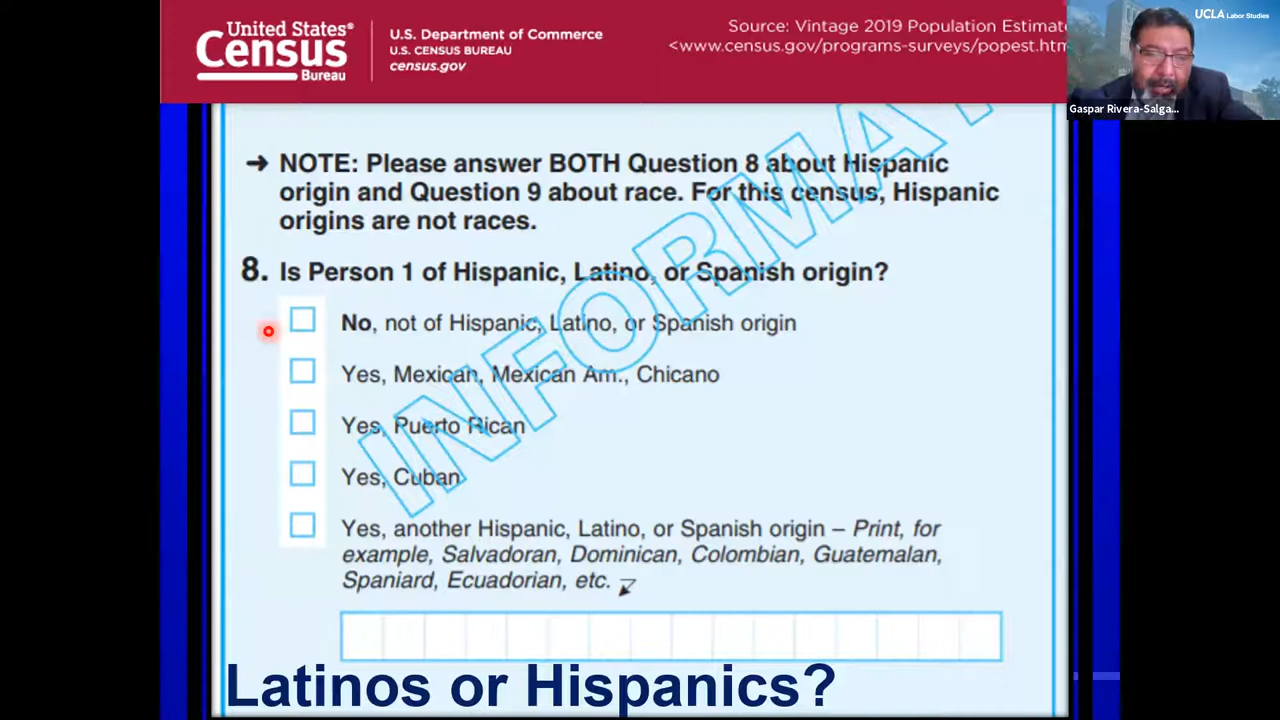 United States®
Census
Bureau
U.S. Department of Commerce
U.S. CENSUS BUREAU
census.gov
Source: Vintage 2019 Population Estimate
<www.census.gov/programs-surveys/popest.htm
UCLA Labor Studies
Gaspar Rivera-Salga...
➔ NOTE: Please answer BOTH Question 8 about Hispanic
origin and Question 9 about race. For this census, Hispanic
origins are not races.
8. Is Person 1 of Hispanic, Latino, or Spanish origin?
No, not of Hispanic, Latino, or Spanish origin
Yes, Mexican, Mexican Am., Chicano
Yes, Puerto Rican
Yes, Cuban
Yes, another Hispanic, Latino, or Spanish origin – Print, for
example, Salvadoran, Dominican, Colombian, Guatemalan,
Spaniard, Ecuadorian, etc.
INFORMAT
Latinos or Hispanics?